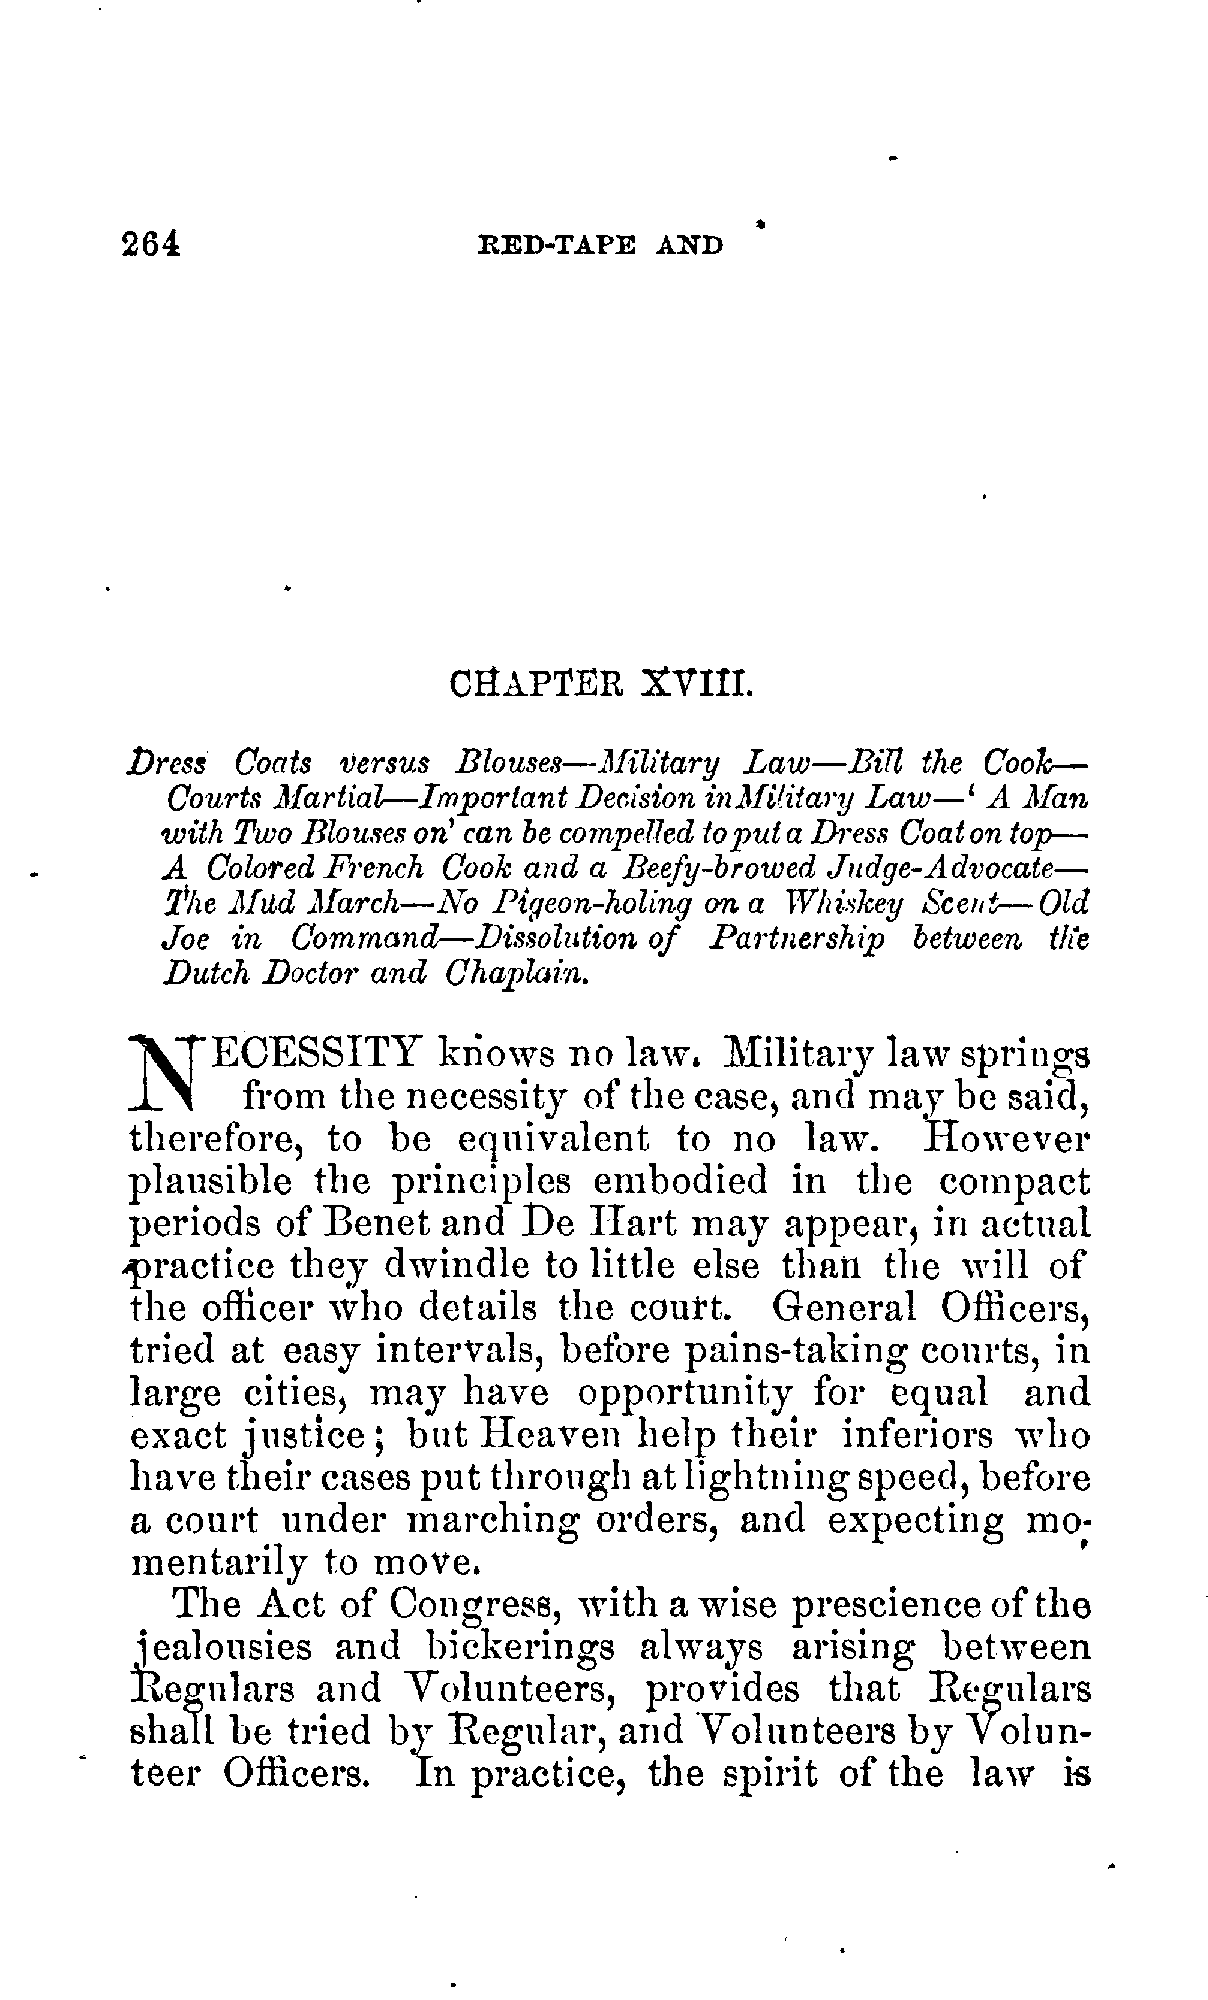 264 RED-TAPE AND
CHAPTER XVIII.
Dress Coats versus Blouses—Military Law—Bill the Cook—
Courts Martial—Important Decision in Military Law—‘ A Man
with Two Blouses on’ can be compelled to put a Dress Coat on top—
A Colored French Cook and a Beefy-browed Judge-Advocate—
The Mud March—No Pigeon-holing on a Whiskey Scent—Old
Joe in Command—Dissolution of Partnership between the
Dutch Doctor and Chaplain.
NECESSITY knows no law. Military law springs
from the necessity of the case, and may be said,
therefore, to be equivalent to no law. However
plausible the principles embodied in the compact
periods of Benet and De Hart may appear, in actual
practice they dwindle to little else than the will of
the officer who details the court. General Officers,
tried at easy intervals, before pains-taking courts, in
large cities, may have opportunity for equal and
exact justice; but Heaven help their inferiors who
have their cases put through at lightning speed, before
a court under marching orders, and expecting mo-
mentarily to move.
The Act of Congress, with a wise prescience of the
jealousies and bickerings always arising between
Regulars and Volunteers, provides that Regulars
shall be tried by Regular, and Volunteers by Volun-
teer Officers. In practice, the spirit of the law is